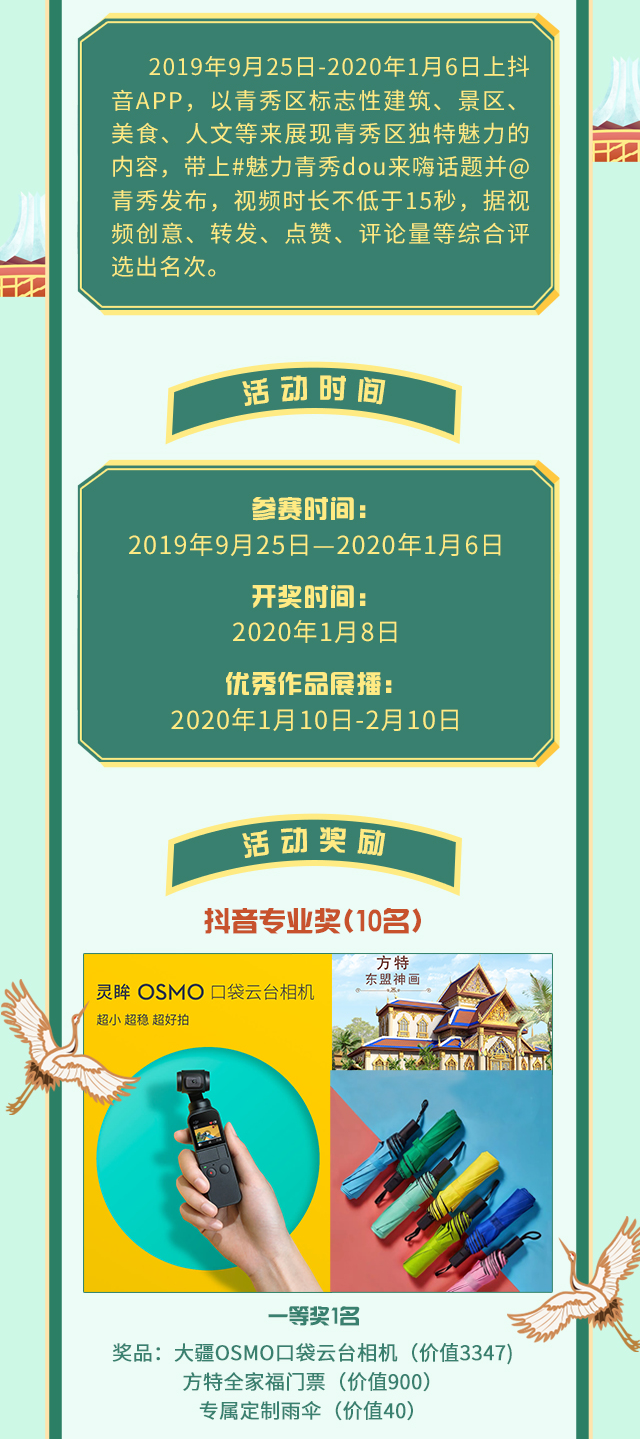 2019年9月25日-2020年1月6日上抖
音APP，以青秀区标志性建筑、景区、
美食、人文等来展现青秀区独特魅力的
内容，带上#魅力青秀dou来嗨话题并@
青秀发布，视频时长不低于15秒，据视
频创意、转发、点赞、评论量等综合评
选出名次。
活动时间
参赛时间：
2019年9月25日—2020年1月6日
开奖时间：
2020年1月8日
优秀作品展播：
2020年1月10日-2月10日
活动奖励
抖音专业奖(10名)
灵眸 OSMO 口袋云台相机
超小 超稳 超好拍
方特
东盟神画
一等奖1名
奖品：大疆OSMO口袋云台相机（价值3347)
方特全家福门票（价值900）
专属定制雨伞（价值40）